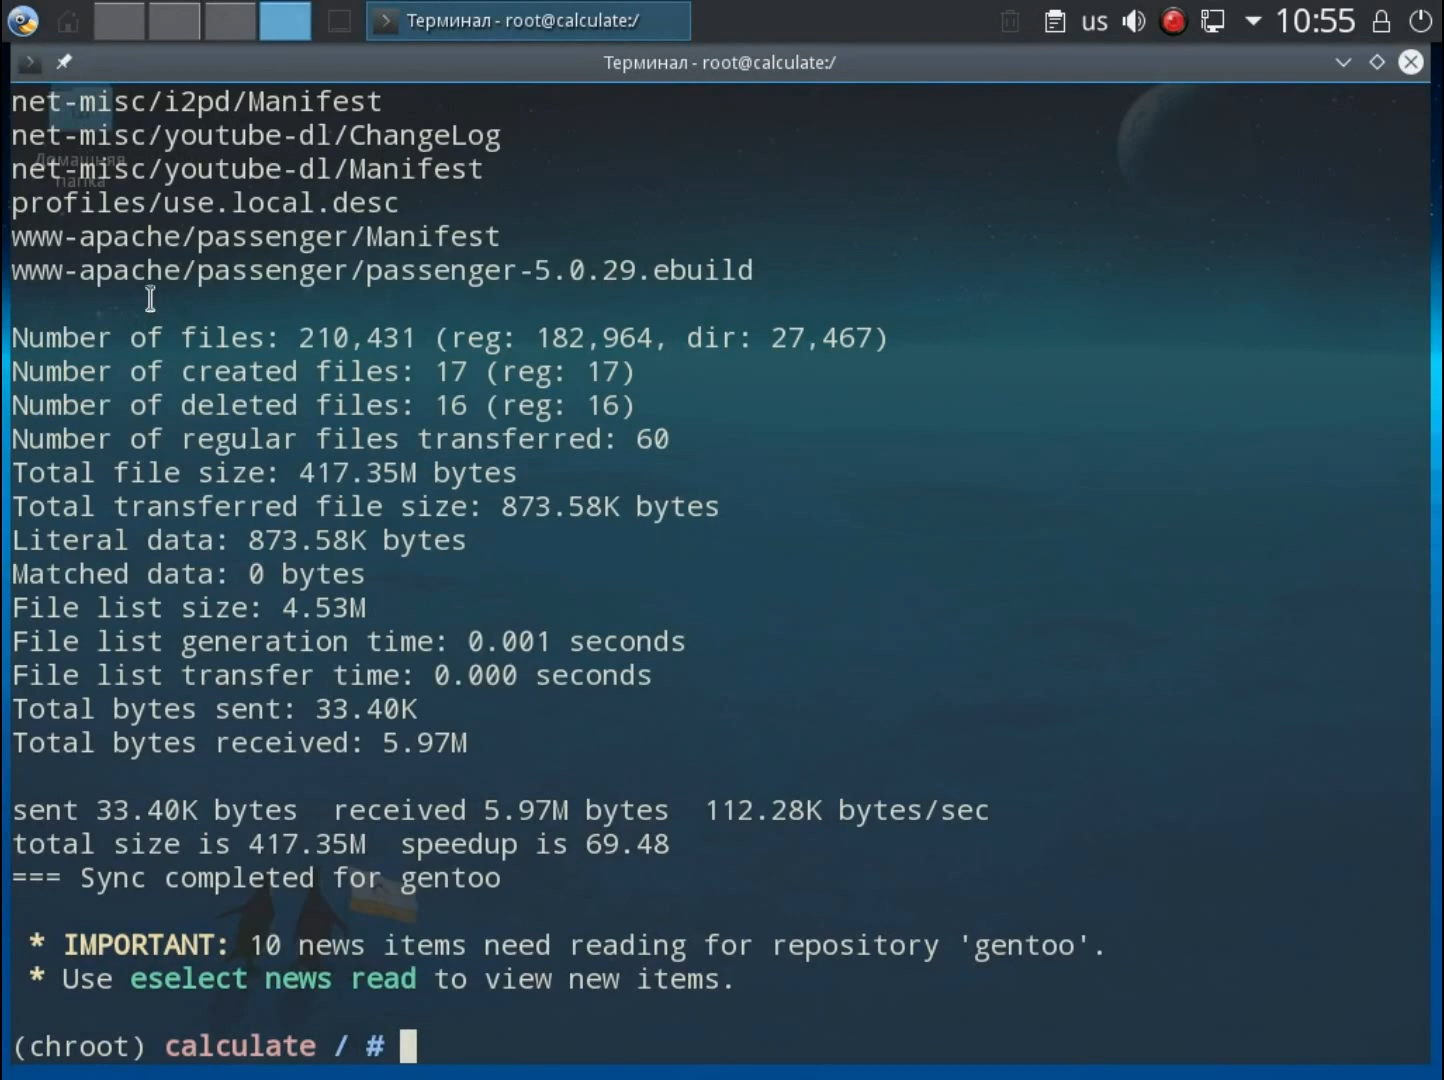 Терминал - root@calculate:/
us
10:55
Терминал - root@calculate:/
net-misc/i2pd/Manifest
net-misc/youtube-dl/ChangeLog
Домашняя
net-misc/youtube-dl/Manifest
папка
profiles/use.local.desc
www-apache/passenger/Manifest
www-apache/passenger/passenger-5.0.29.ebuild
Number of files: 210,431 (reg: 182,964, dir: 27,467)
Number of created files: 17 (reg: 17)
Number of deleted files: 16 (reg: 16)
Number of regular files transferred: 60
Total file size: 417.35M bytes
Total transferred file size: 873.58K bytes
Literal data: 873.58K bytes
Matched data: 0 bytes
File list size: 4.53M
File list generation time: 0.001 seconds
File list transfer time: 0.000 seconds
Total bytes sent: 33.40K
Total bytes received: 5.97M
sent 33.40K bytes  received 5.97M bytes  112.28K bytes/sec
total size is 417.35M  speedup is 69.48
=== Sync completed for gentoo
* IMPORTANT: 10 news items need reading for repository 'gentoo'.
* Use eselect news read to view new items.
(chroot) calculate / #